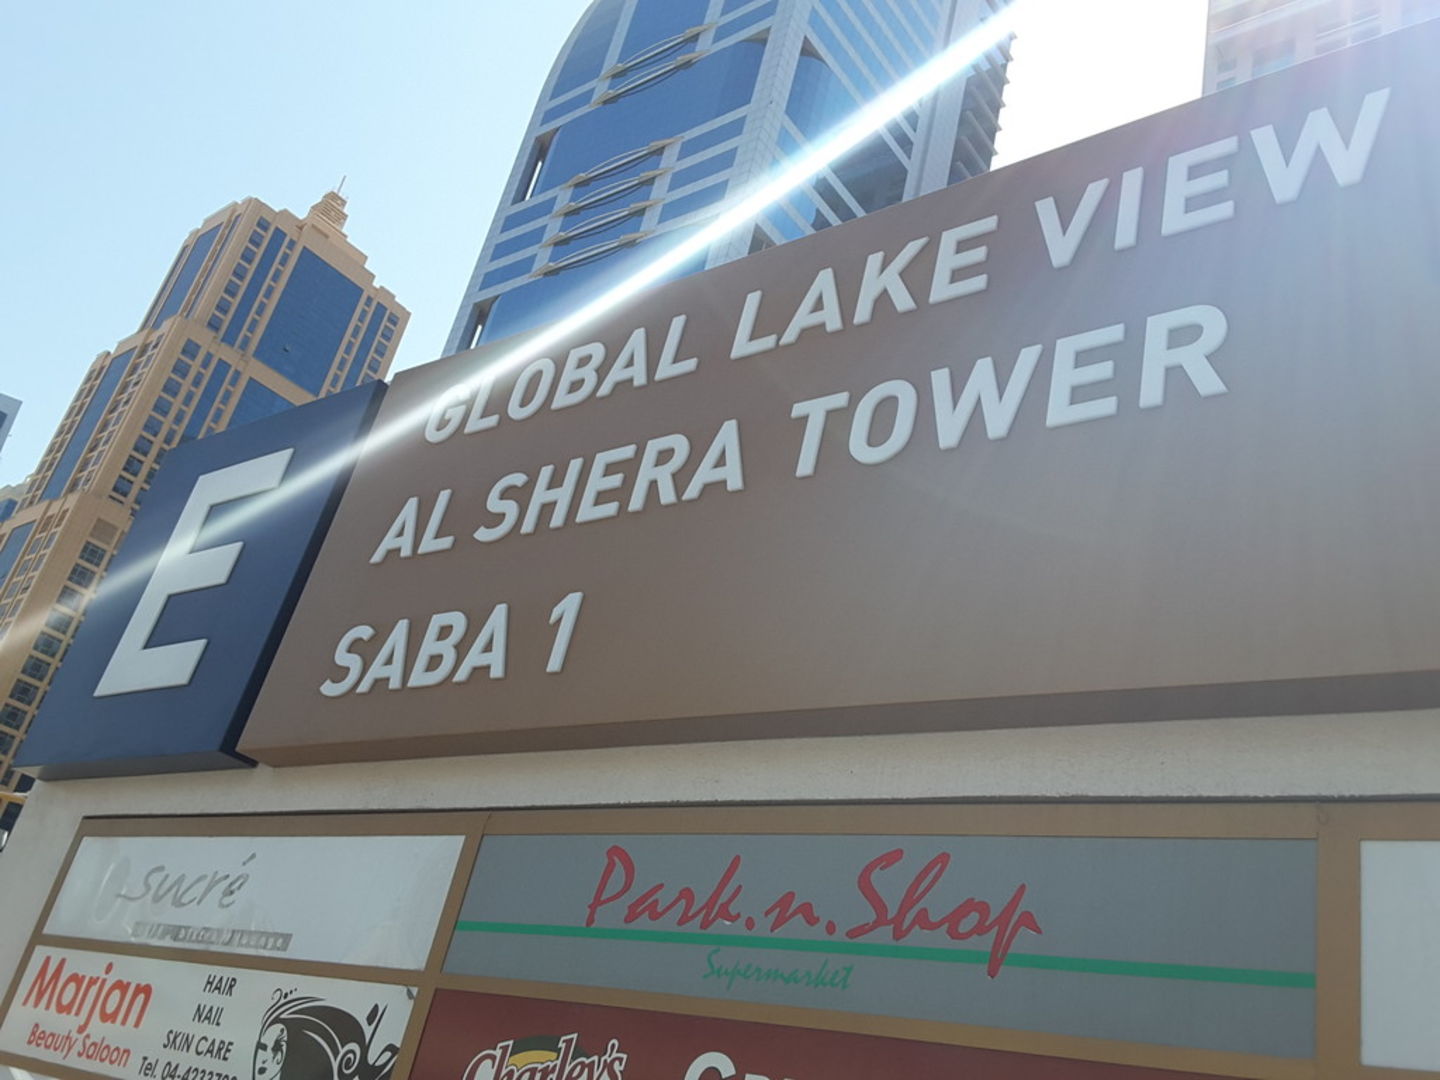 E
GLOBAL LAKE VIEW
AL SHERA TOWER
SABA 1
sucré
Park.n.Shop
Supermarket
Marjan
Beauty Saloon
HAIR
NAIL
SKIN CARE
Charley's